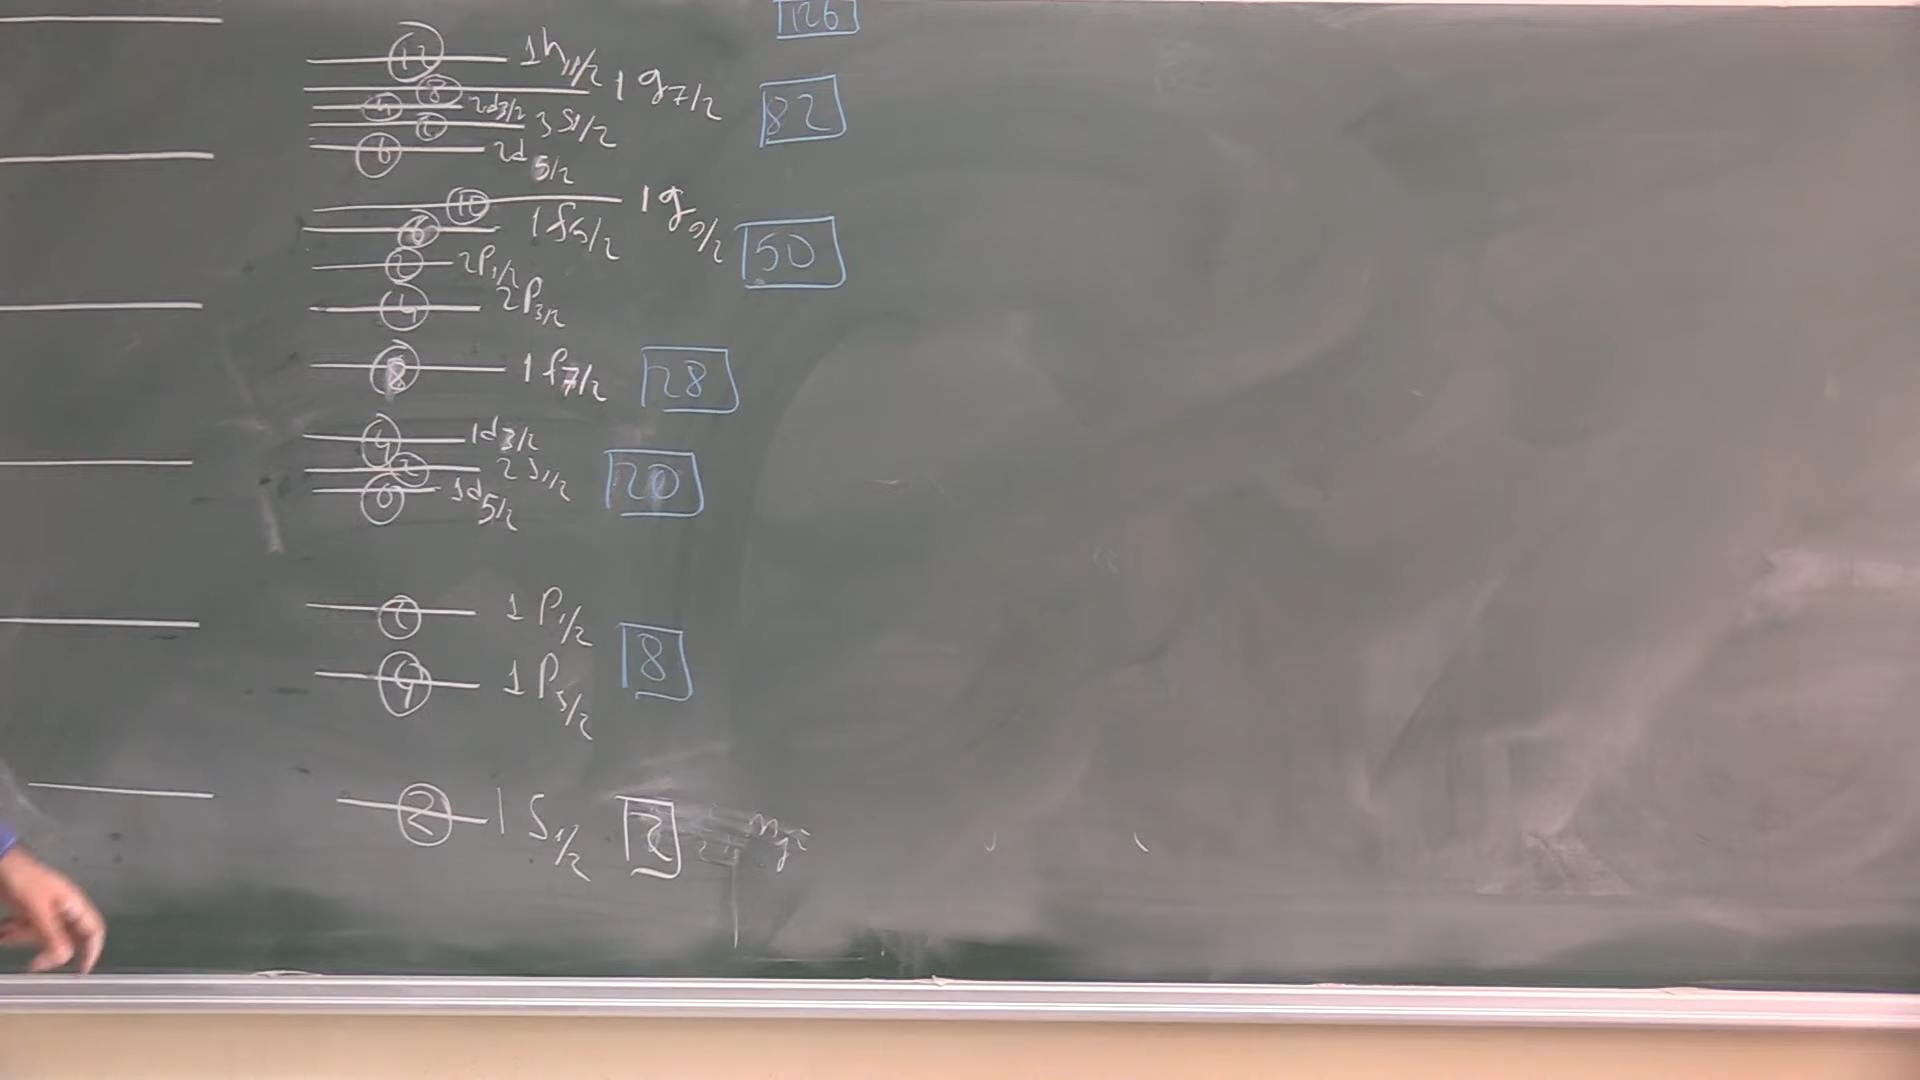 126
12 1h11/2
8 1g7/2
4 2d3/2 82
2 3s1/2
6 2d5/2
10 1g9/2
6 1f5/2 50
2 2p1/2
4 2p3/2
8 1f7/2 28
4 1d3/2
2 2s1/2 20
6 1d5/2
2 1p1/2
8
4 1p3/2
2 1s1/2 2